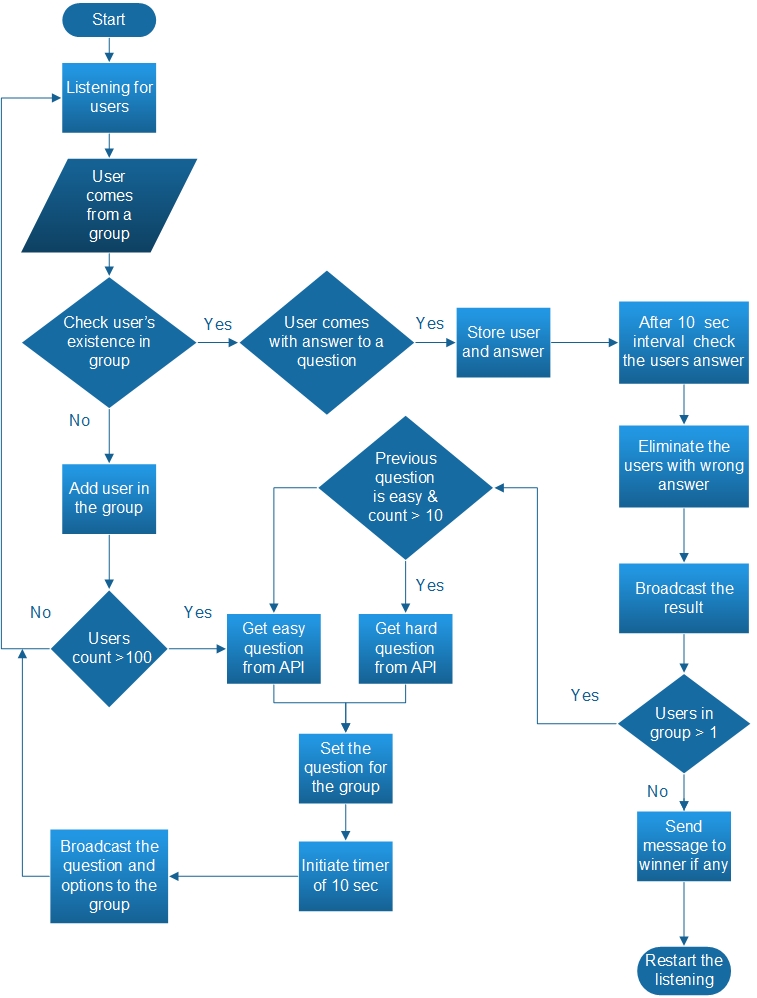 Start
Listening for
users
User
comes
from a
group
Check user's
existence in
group
Yes
User comes
with answer to a
question
Yes
Store user
and answer
After 10 sec
interval check
the users answer
No
Add user in
the group
Previous
question
is easy &
count > 10
Eliminate the
users with wrong
answer
Yes
Broadcast the
result
No
Users
count >100
Yes
Get easy
question
from API
Get hard
question
from API
Yes
Users in
group > 1
No
Set the
question for
the group
Send
message to
winner if any
Broadcast the
question and
options to the
group
Initiate timer
of 10 sec
Restart the
listening